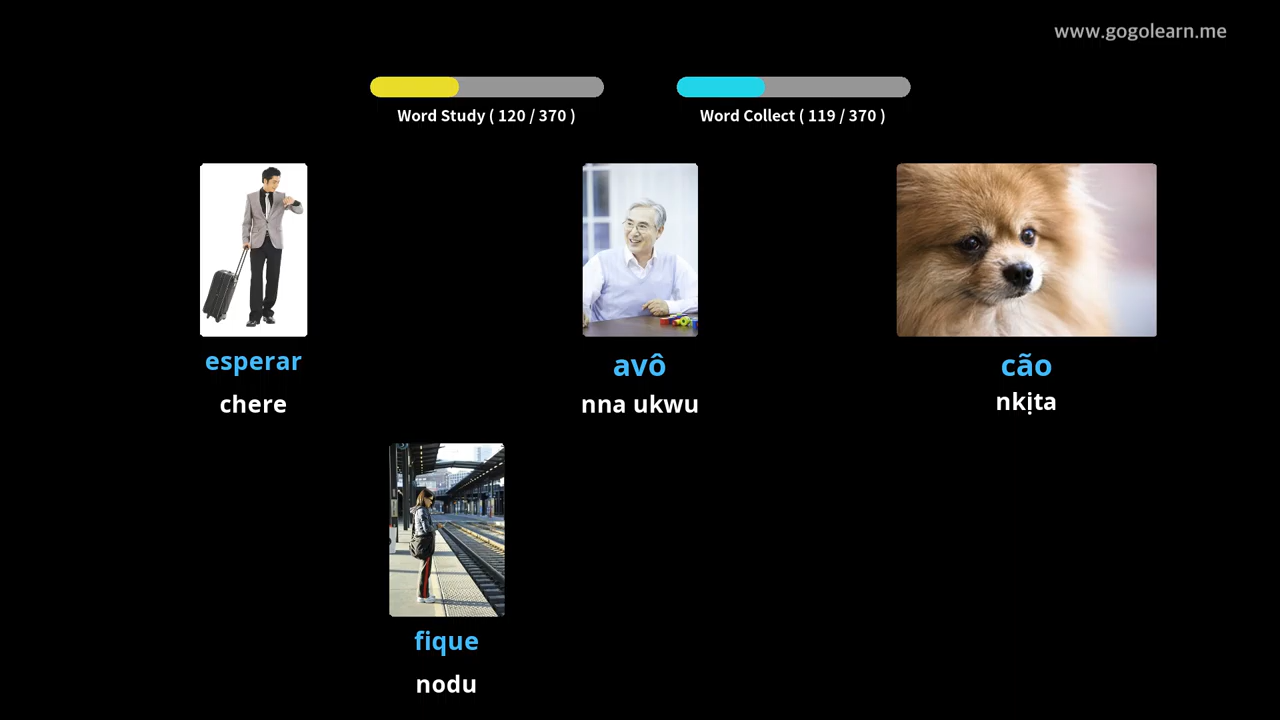 www.gogolearn.me
Word Study ( 120 / 370 )
Word Collect ( 119 / 370 )
esperar
avô
cão
chere
nna ukwu
nkịta
fique
nodu